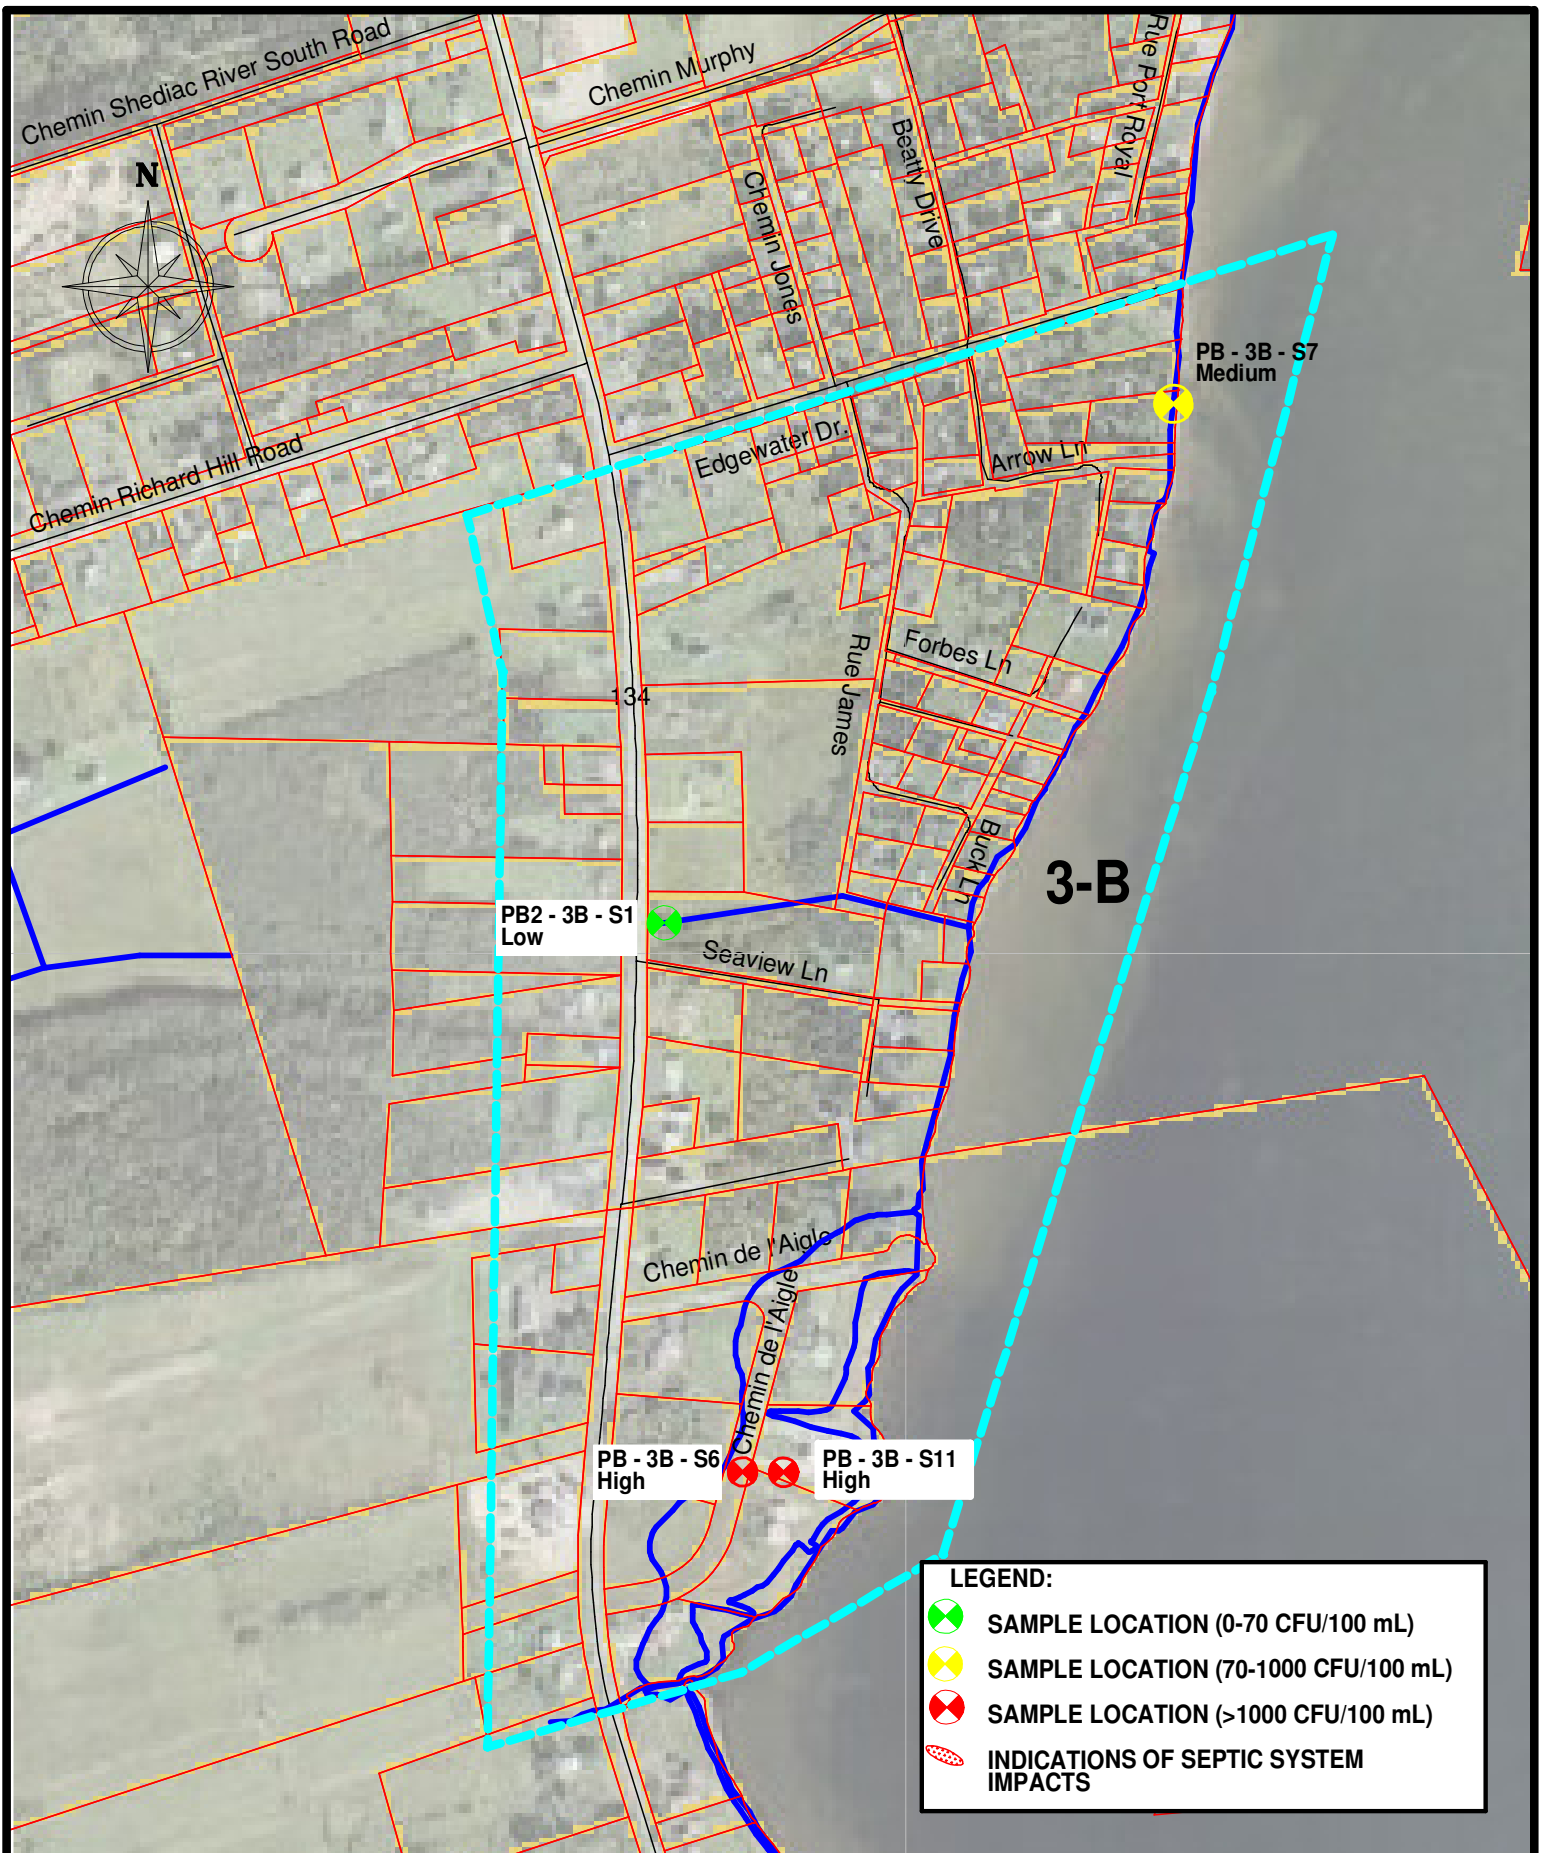 Chemin Shediac River South Road
Chemin Murphy
Rue Port Royal
N
Beatty Drive
Chemin Jones
PB - 3B - S7
Medium
Edgewater Dr.
Arrow Ln
Chemin Richard Hill Road
Forbes Ln
Rue James
134
Buck Ln
3-B
PB2 - 3B - S1
Low
Seaview Ln
Chemin de l'Aigle
Chemin de l'Aigle
PB - 3B - S6
High
PB - 3B - S11
High
LEGEND:
SAMPLE LOCATION (0-70 CFU/100 mL)
SAMPLE LOCATION (70-1000 CFU/100 mL)
SAMPLE LOCATION (>1000 CFU/100 mL)
INDICATIONS OF SEPTIC SYSTEM
IMPACTS